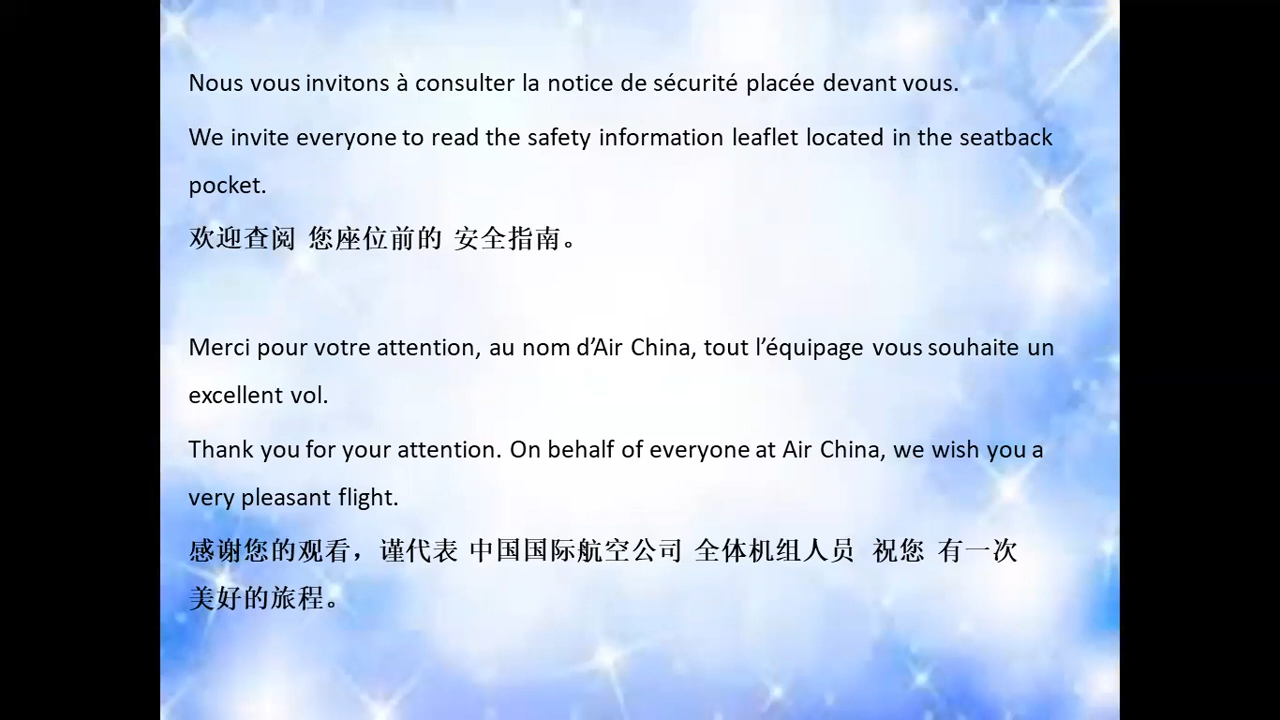 Nous vous invitons à consulter la notice de sécurité placée devant vous.
We invite everyone to read the safety information leaflet located in the seatback
pocket.
欢迎查阅 您座位前的 安全指南。
Merci pour votre attention, au nom d’Air China, tout l’équipage vous souhaite un
excellent vol.
Thank you for your attention. On behalf of everyone at Air China, we wish you a
very pleasant flight.
感谢您的观看，谨代表 中国国际航空公司 全体机组人员 祝您 有一次
美好的旅程。